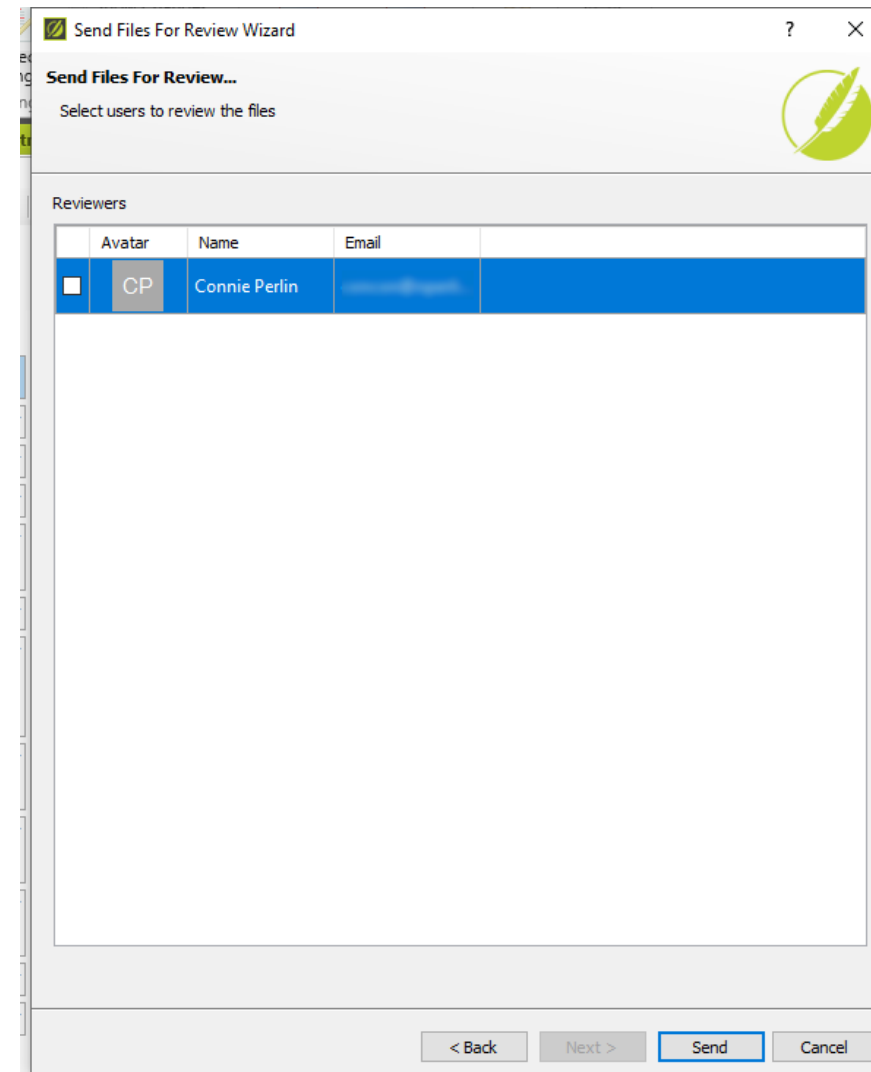 Send Files For Review Wizard
?
Send Files For Review...
Select users to review the files
Reviewers
Avatar Name Email
CP Connie Perlin
< Back Next > Send Cancel